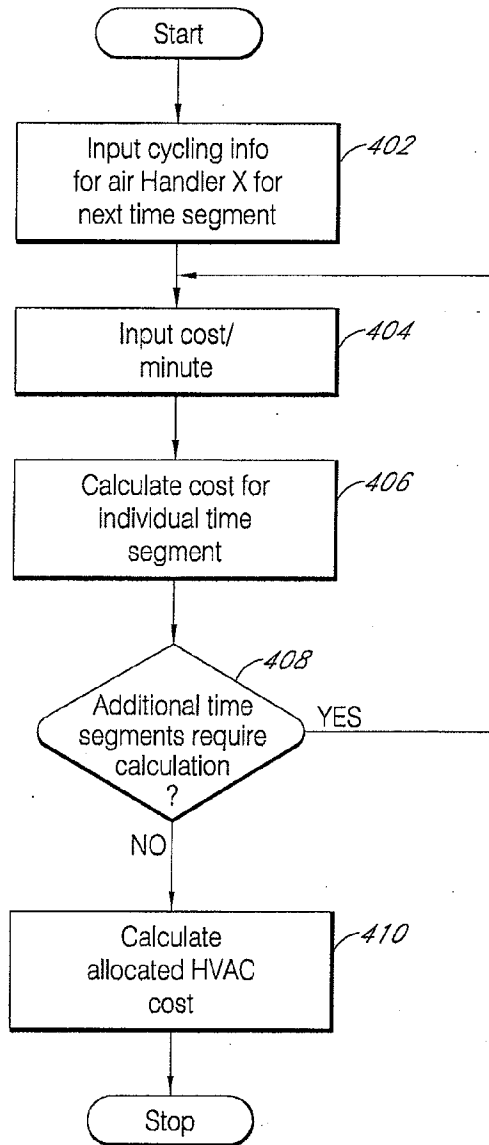 Start
Input cycling info
for air Handler X for
next time segment
402
Input cost/
minute
404
Calculate cost for
individual time
segment
406
408
Additional time
segments require
calculation
?
YES
NO
Calculate
allocated HVAC
cost
410
Stop